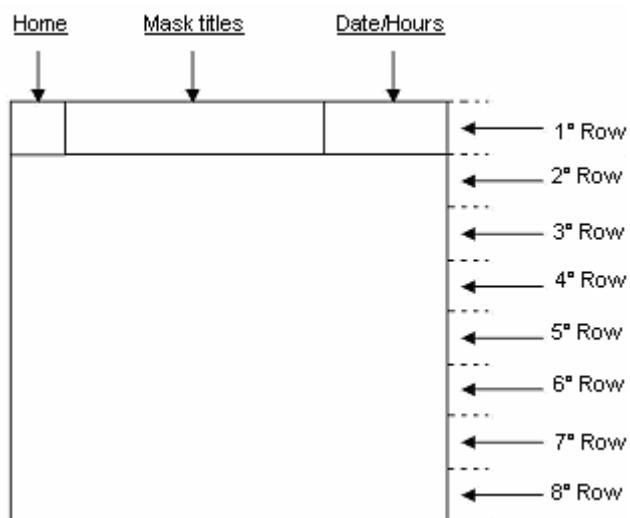 Home Mask titles Date/Hours
1° Row
2° Row
3° Row
4° Row
5° Row
6° Row
7° Row
8° Row